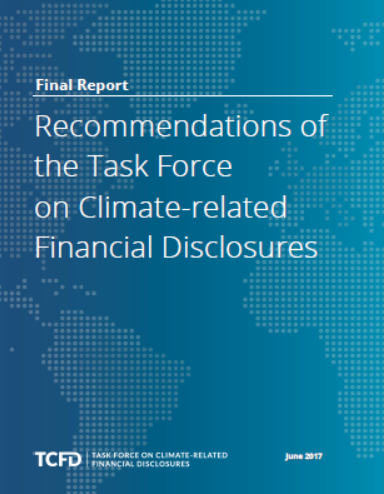 Final Report
Recommendations of
the Task Force
on Climate-related
Financial Disclosures
TCFD
TASK FORCE ON CLIMATE-RELATED
FINANCIAL DISCLOSURES
June 2017